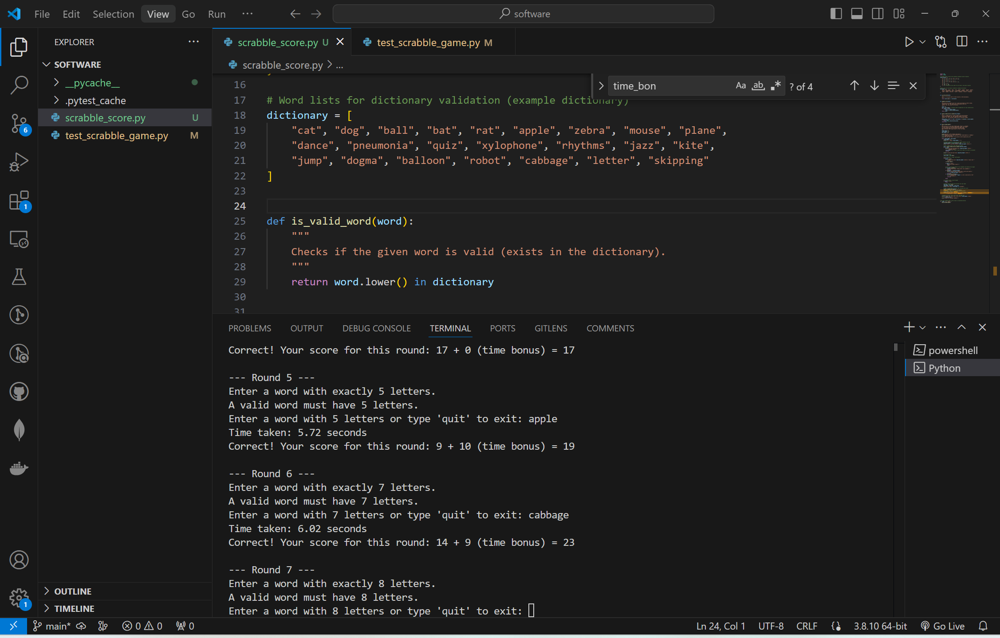 File Edit Selection View Go Run ···
software
EXPLORER ···
SOFTWARE
__pycache__
.pytest_cache
scrabble_score.py U
test_scrabble_game.py M
6
1
1
OUTLINE
TIMELINE
scrabble_score.py U
test_scrabble_game.py M
scrabble_score.py > ...
time_bon Aa ab ? of 4
16
17 # Word lists for dictionary validation (example dictionary)
18 dictionary = [
19 "cat", "dog", "ball", "bat", "rat", "apple", "zebra", "mouse", "plane",
20 "dance", "pneumonia", "quiz", "xylophone", "rhythms", "jazz", "kite",
21 "jump", "dogma", "balloon", "robot", "cabbage", "letter", "skipping"
22 ]
23
24
25 def is_valid_word(word):
26 """
27 Checks if the given word is valid (exists in the dictionary).
28 """
29 return word.lower() in dictionary
30
31
PROBLEMS OUTPUT DEBUG CONSOLE TERMINAL PORTS GITLENS COMMENTS
Correct! Your score for this round: 17 + 0 (time bonus) = 17
--- Round 5 ---
Enter a word with exactly 5 letters.
A valid word must have 5 letters.
Enter a word with 5 letters or type 'quit' to exit: apple
Time taken: 5.72 seconds
Correct! Your score for this round: 9 + 10 (time bonus) = 19
--- Round 6 ---
Enter a word with exactly 7 letters.
A valid word must have 7 letters.
Enter a word with 7 letters or type 'quit' to exit: cabbage
Time taken: 6.02 seconds
Correct! Your score for this round: 14 + 9 (time bonus) = 23
--- Round 7 ---
Enter a word with exactly 8 letters.
A valid word must have 8 letters.
Enter a word with 8 letters or type 'quit' to exit:
powershell
Python
main* 0 0 0
Ln 24, Col 1 UTF-8 CRLF 3.8.10 64-bit Go Live